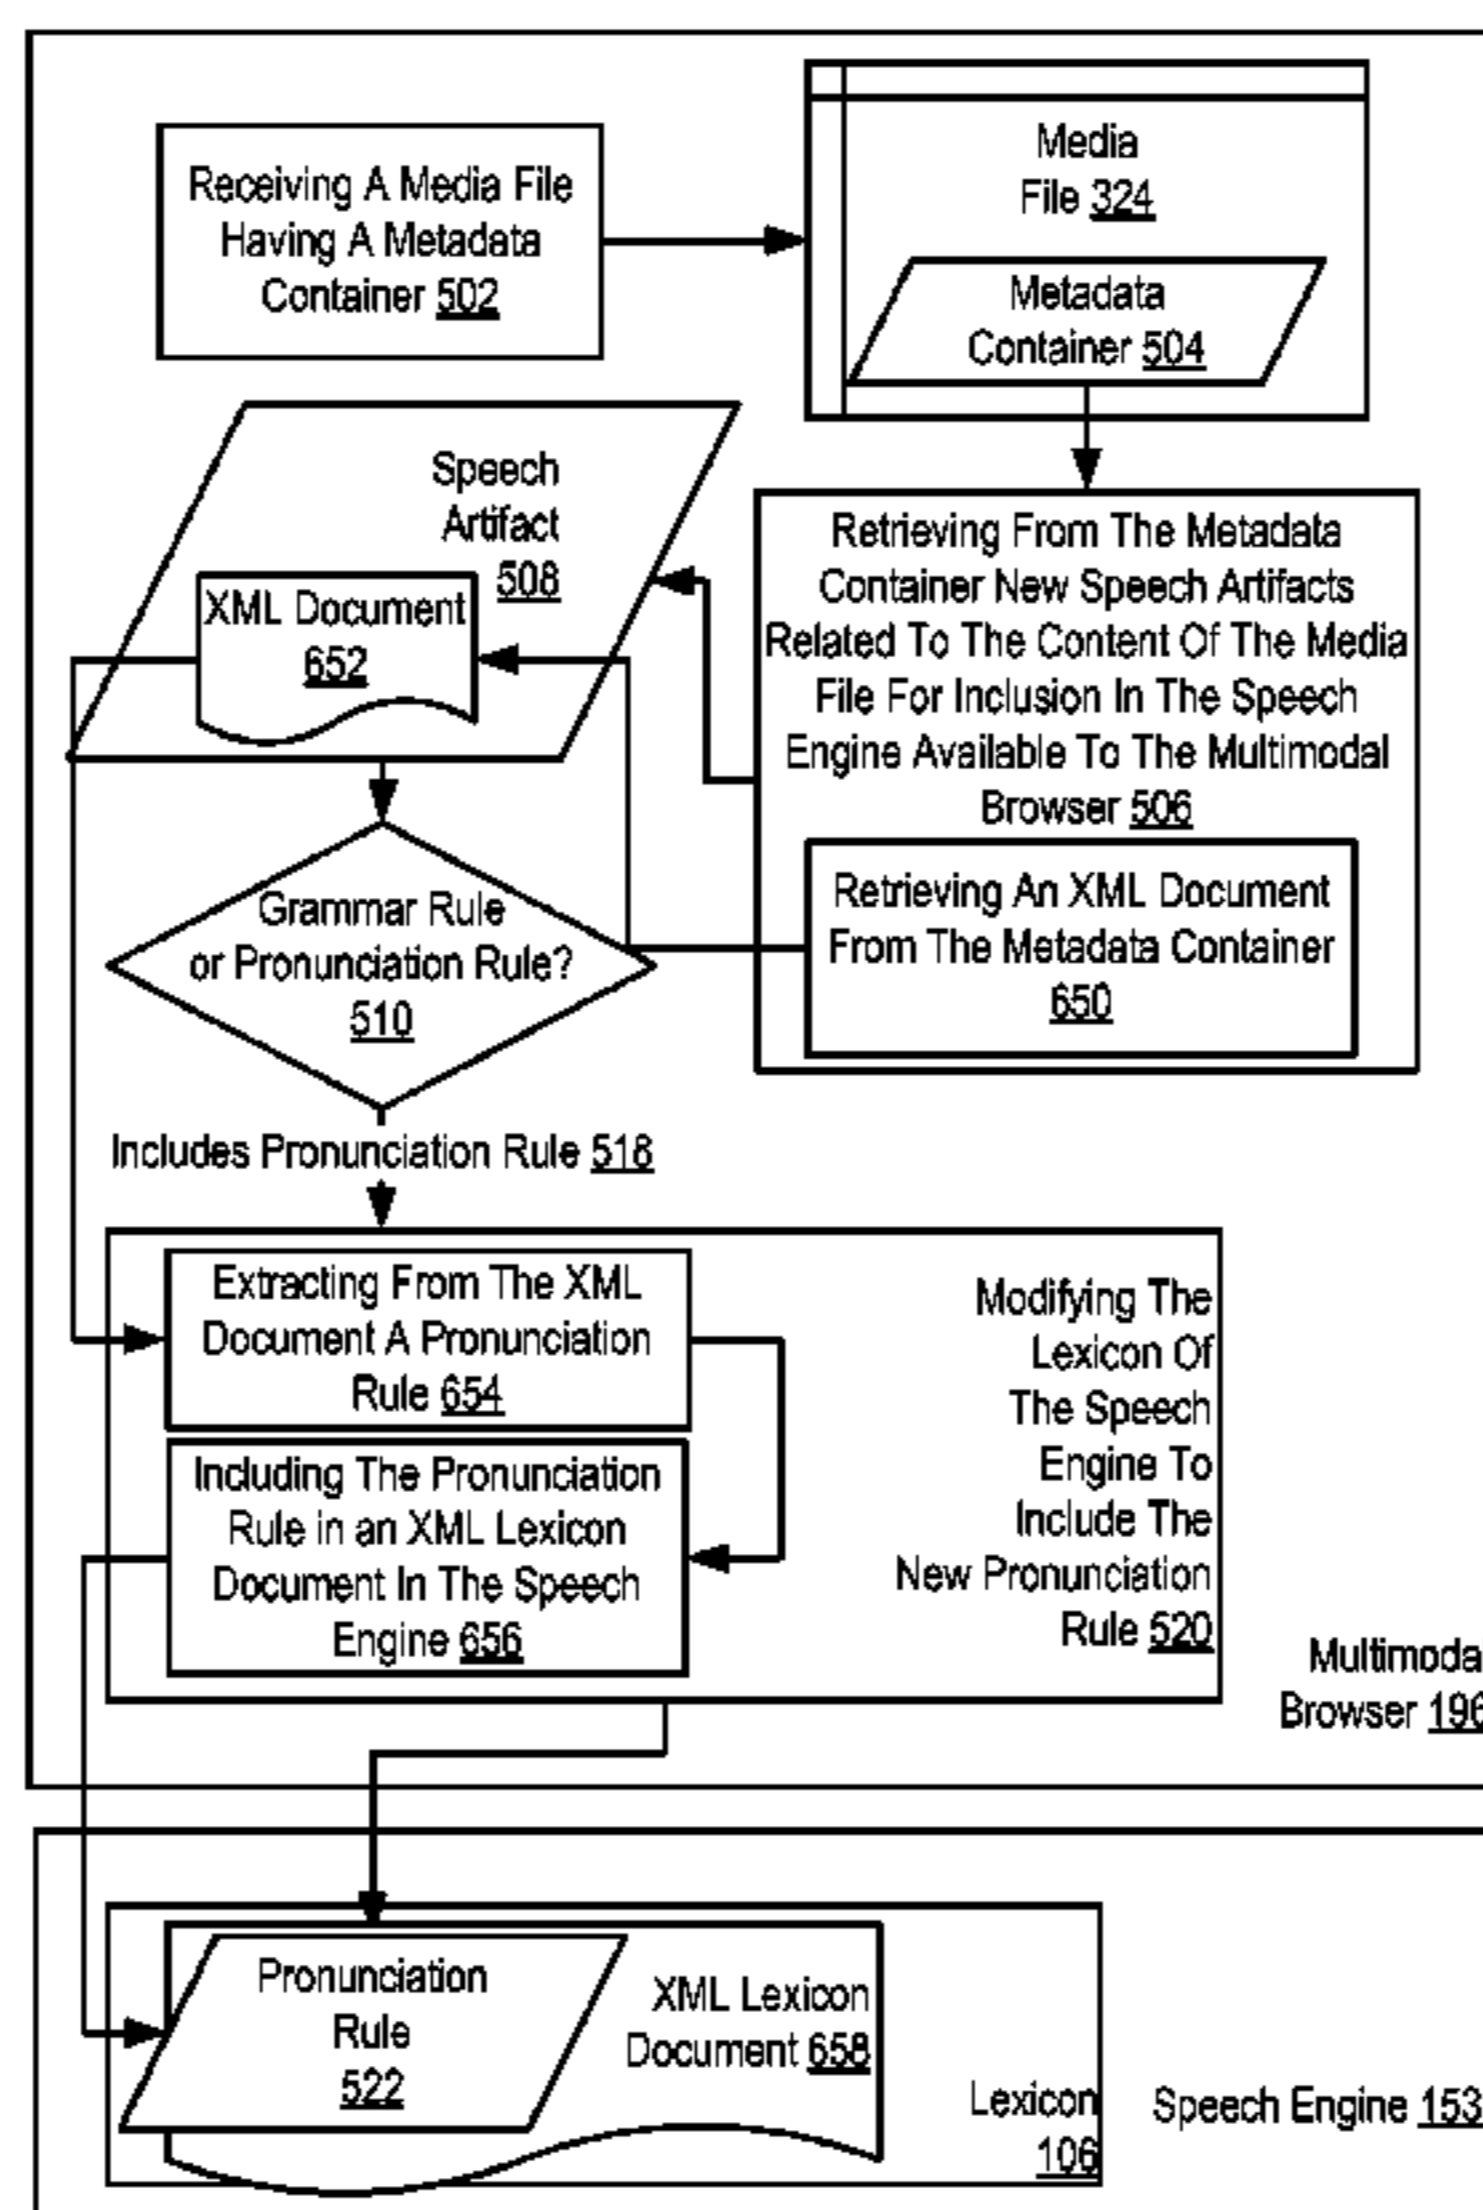 Receiving A Media File
Having A Metadata
Container 502
Media
File 324
Metadata
Container 504
Speech
Artifact
508
XML Document
652
Retrieving From The Metadata
Container New Speech Artifacts
Related To The Content Of The Media
File For Inclusion In The Speech
Engine Available To The Multimodal
Browser 506
Retrieving An XML Document
From The Metadata Container
650
Grammar Rule
or Pronunciation Rule?
510
Includes Pronunciation Rule 518
Extracting From The XML
Document A Pronunciation
Rule 654
Including The Pronunciation
Rule in an XML Lexicon
Document In The Speech
Engine 656
Modifying The
Lexicon Of
The Speech
Engine To
Include The
New Pronunciation
Rule 520
Multimoda
Browser 196
Pronunciation
Rule
522
XML Lexicon
Document 658
Lexicon
106
Speech Engine 153